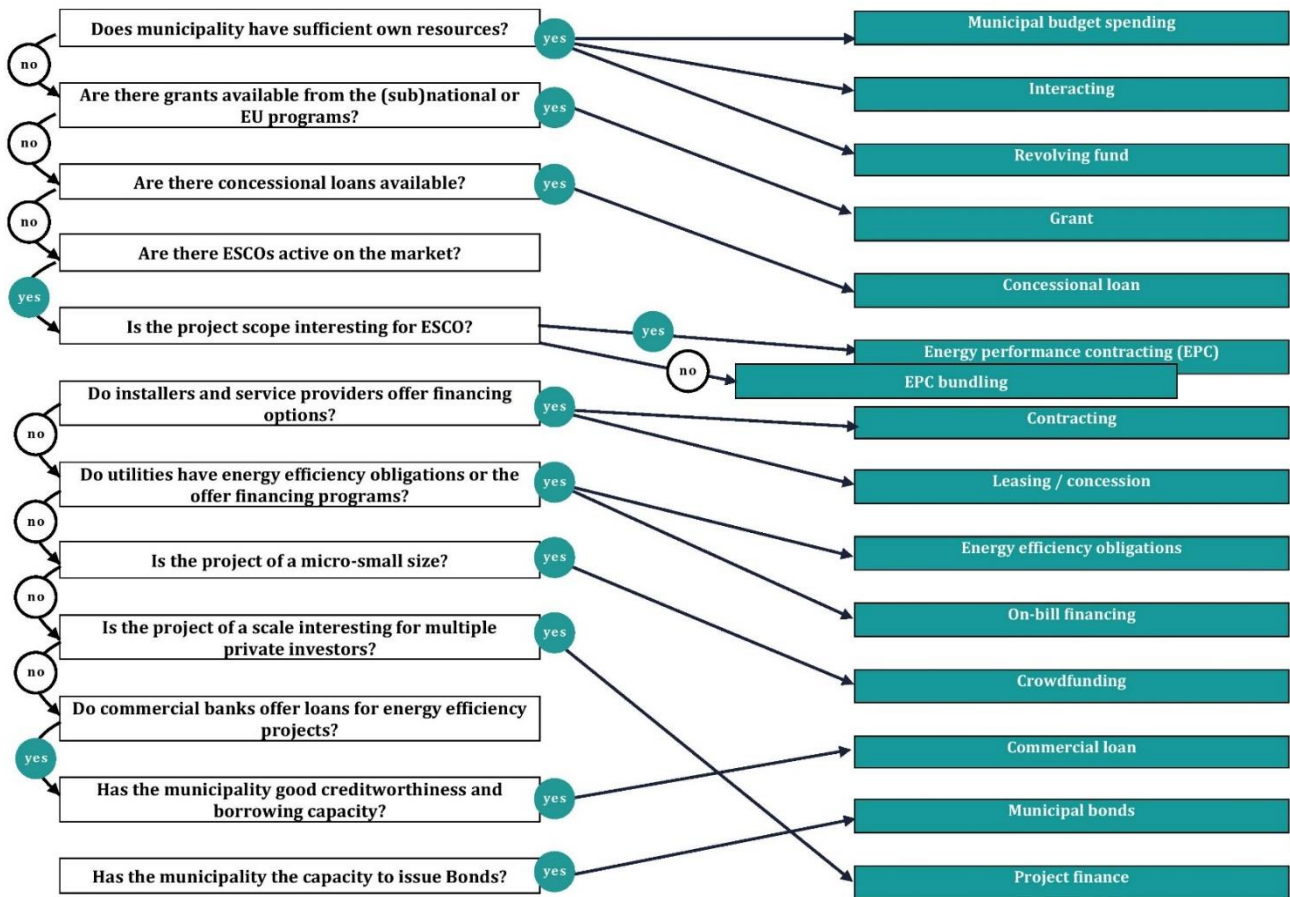 Does municipality have sufficient own resources?
yes
Municipal budget spending
no
Interacting
Are there grants available from the (sub)national or
EU programs?
yes
Revolving fund
no
Are there concessional loans available?
yes
Grant
no
Are there ESCOs active on the market?
Concessional loan
yes
Is the project scope interesting for ESCO?
yes
Energy performance contracting (EPC)
no
EPC bundling
Do installers and service providers offer financing
options?
yes
Contracting
no
Do utilities have energy efficiency obligations or the
offer financing programs?
yes
Leasing / concession
no
Is the project of a micro-small size?
yes
Energy efficiency obligations
no
On-bill financing
Is the project of a scale interesting for multiple
private investors?
yes
Crowdfunding
no
Do commercial banks offer loans for energy efficiency
projects?
Commercial loan
yes
Has the municipality good creditworthiness and
borrowing capacity?
yes
Municipal bonds
Has the municipality the capacity to issue Bonds?
yes
Project finance